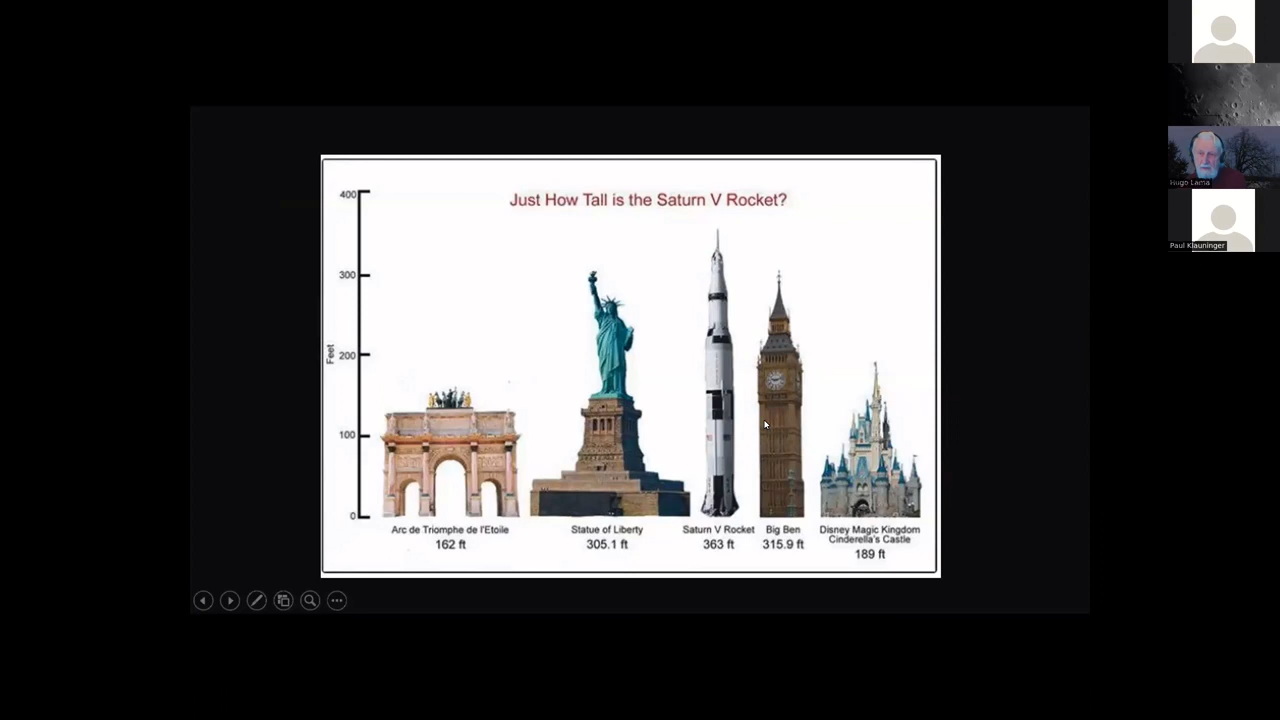 Just How Tall is the Saturn V Rocket?
400
300
200
100
0
Feet
Arc de Triomphe de l'Etoile
162 ft
Statue of Liberty
305.1 ft
Saturn V Rocket
363 ft
Big Ben
315.9 ft
Disney Magic Kingdom
Cinderella's Castle
189 ft
Hugo Lama
Paul Klauninger